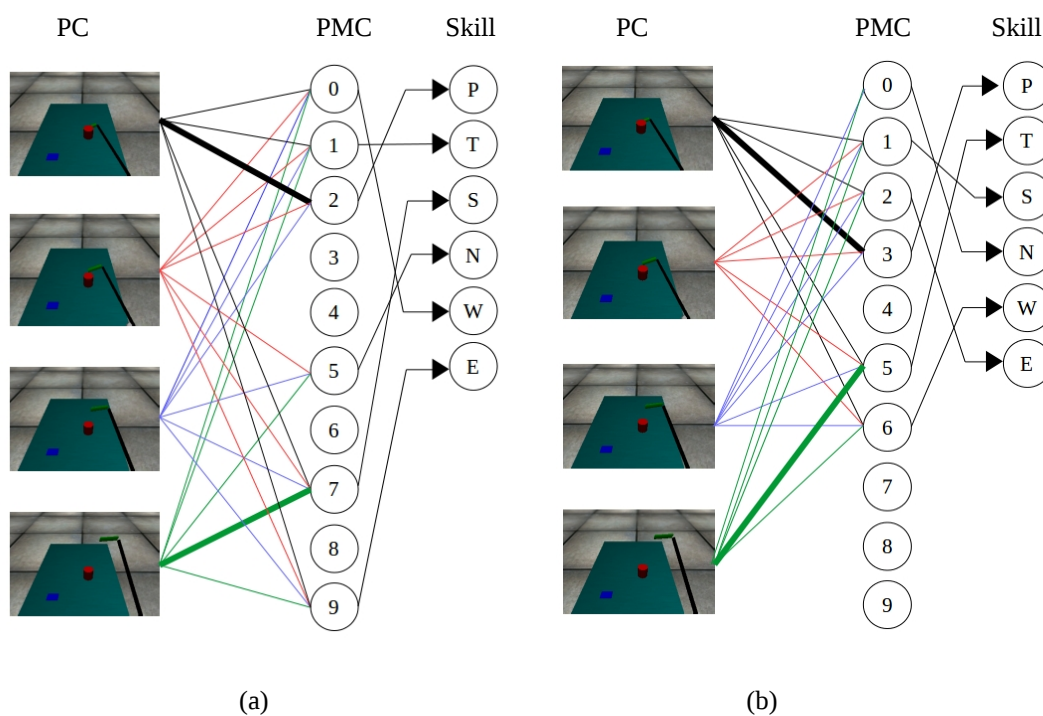 PC PMC Skill PC PMC Skill
0 P 0 P
1 T 1 T
2 S 2 S
3 N 3 N
4 W 4 W
5 E 5 E
6 6
7 7
8 8
9 9
(a) (b)